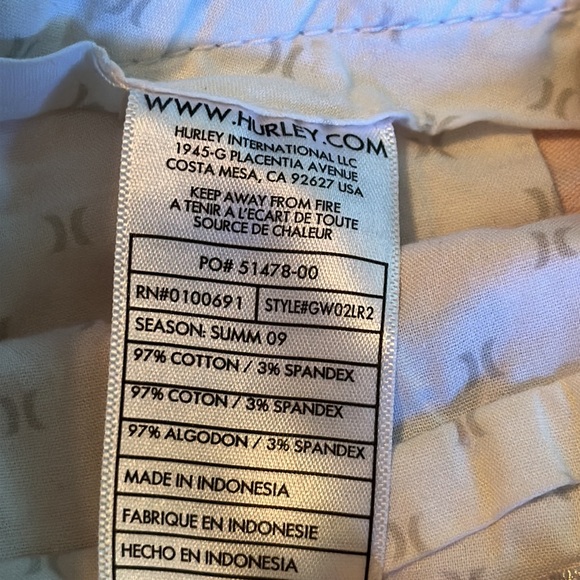 WWW.HURLEY.COM
HURLEY INTERNATIONAL LLC
1945-G PLACENTIA AVENUE
COSTA MESA, CA 92627 USA
KEEP AWAY FROM FIRE
A TENIR A L'ECART DE TOUTE
SOURCE DE CHALEUR
PO# 51478-00
RN#0100691 STYLE#GW02LR2
SEASON: SUMM 09
97% COTTON / 3% SPANDEX
97% COTON / 3% SPANDEX
97% ALGODON / 3% SPANDEX
MADE IN INDONESIA
FABRIQUE EN INDONESIE
HECHO EN INDONESIA